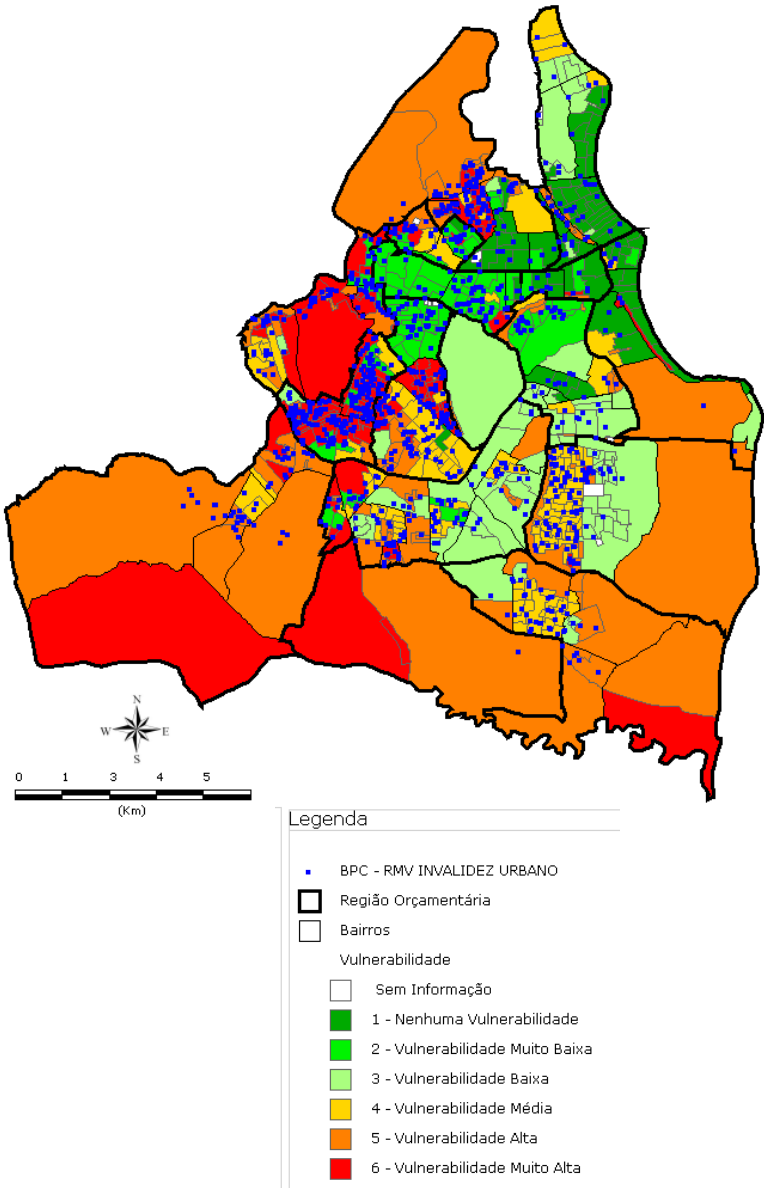 N
W E
S
0 1 3 4 5
(Km)
Legenda
BPC - RMV INVALIDEZ URBANO
Região Orçamentária
Bairros
Vulnerabilidade
Sem Informação
1 - Nenhuma Vulnerabilidade
2 - Vulnerabilidade Muito Baixa
3 - Vulnerabilidade Baixa
4 - Vulnerabilidade Média
5 - Vulnerabilidade Alta
6 - Vulnerabilidade Muito Alta